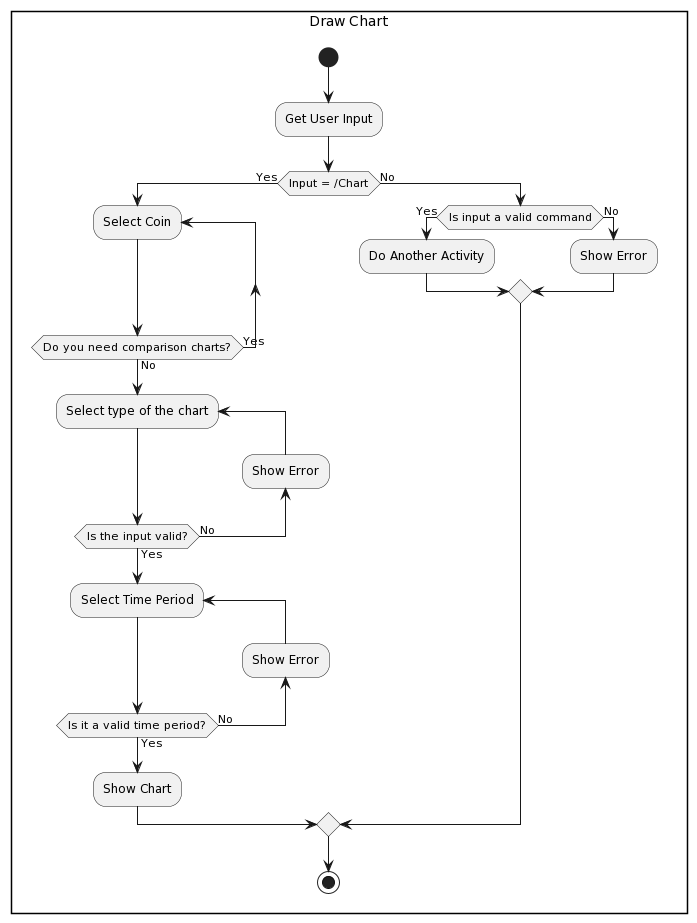 Draw Chart
Get User Input
Yes
Input = /Chart
No
Select Coin
Yes
Is input a valid command
No
Do Another Activity
Show Error
Do you need comparison charts?
Yes
No
Select type of the chart
Show Error
Is the input valid?
No
Yes
Select Time Period
Show Error
Is it a valid time period?
No
Yes
Show Chart